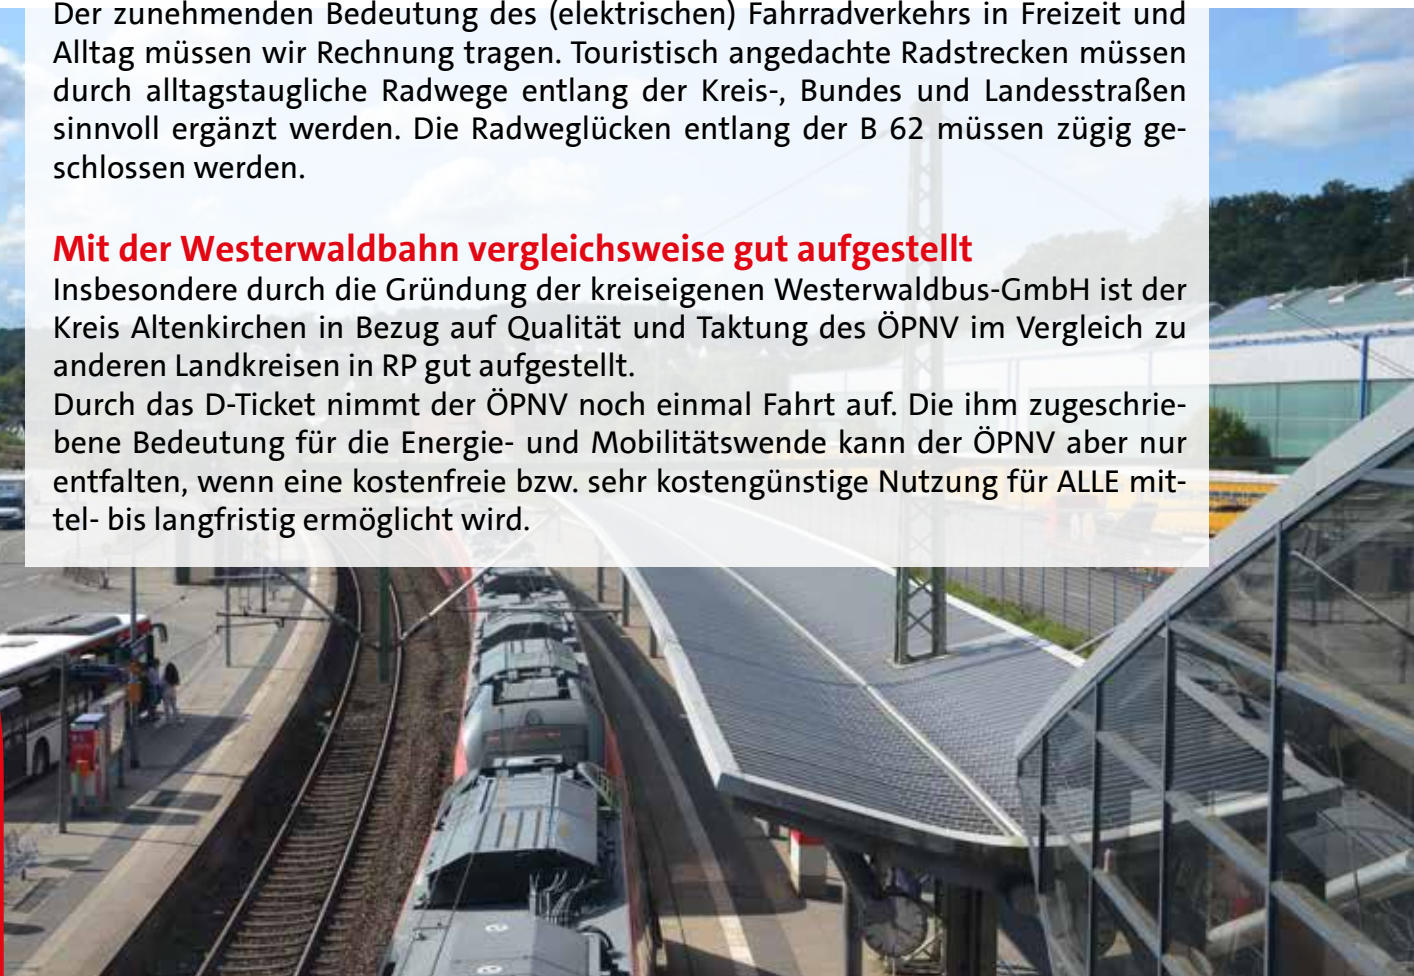 Der zunehmenden Bedeutung des (elektrischen) Fahrradverkehrs in Freizeit und
Alltag müssen wir Rechnung tragen. Touristisch angedachte Radstrecken müssen
durch alltagstaugliche Radwege entlang der Kreis-, Bundes und Landesstraßen
sinnvoll ergänzt werden. Die Radweglücken entlang der B 62 müssen zügig ge-
schlossen werden.
Mit der Westerwaldbahn vergleichsweise gut aufgestellt
Insbesondere durch die Gründung der kreiseigenen Westerwaldbus-GmbH ist der
Kreis Altenkirchen in Bezug auf Qualität und Taktung des ÖPNV im Vergleich zu
anderen Landkreisen in RP gut aufgestellt.
Durch das D-Ticket nimmt der ÖPNV noch einmal Fahrt auf. Die ihm zugeschrie-
bene Bedeutung für die Energie- und Mobilitätswende kann der ÖPNV aber nur
entfalten, wenn eine kostenfreie bzw. sehr kostengünstige Nutzung für ALLE mit-
tel- bis langfristig ermöglicht wird.